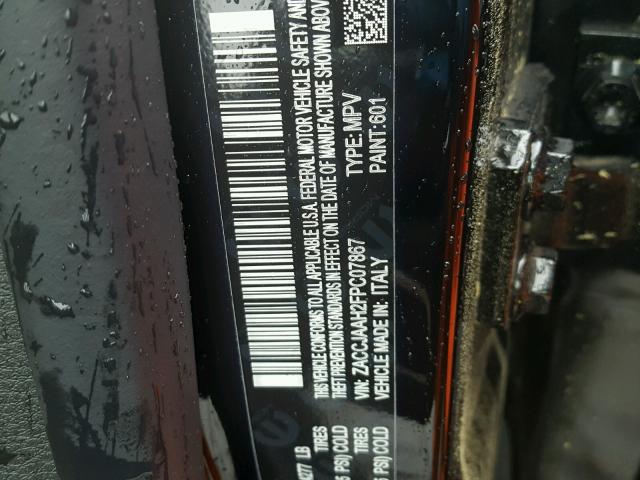 277 LB
TIRES
PSI) COLD
TIRES
PSI) COLD
THIS VEHICLE CONFORMS TO ALL APPLICABLE U.S.A. FEDERAL MOTOR VEHICLE SAFETY AND
THEFT PREVENTION STANDARDS IN EFFECT ON THE DATE OF MANUFACTURE SHOWN ABOV
VIN: ZACCJAAH2FPC07867
TYPE: MPV
VEHICLE MADE IN: ITALY
PAINT: 601